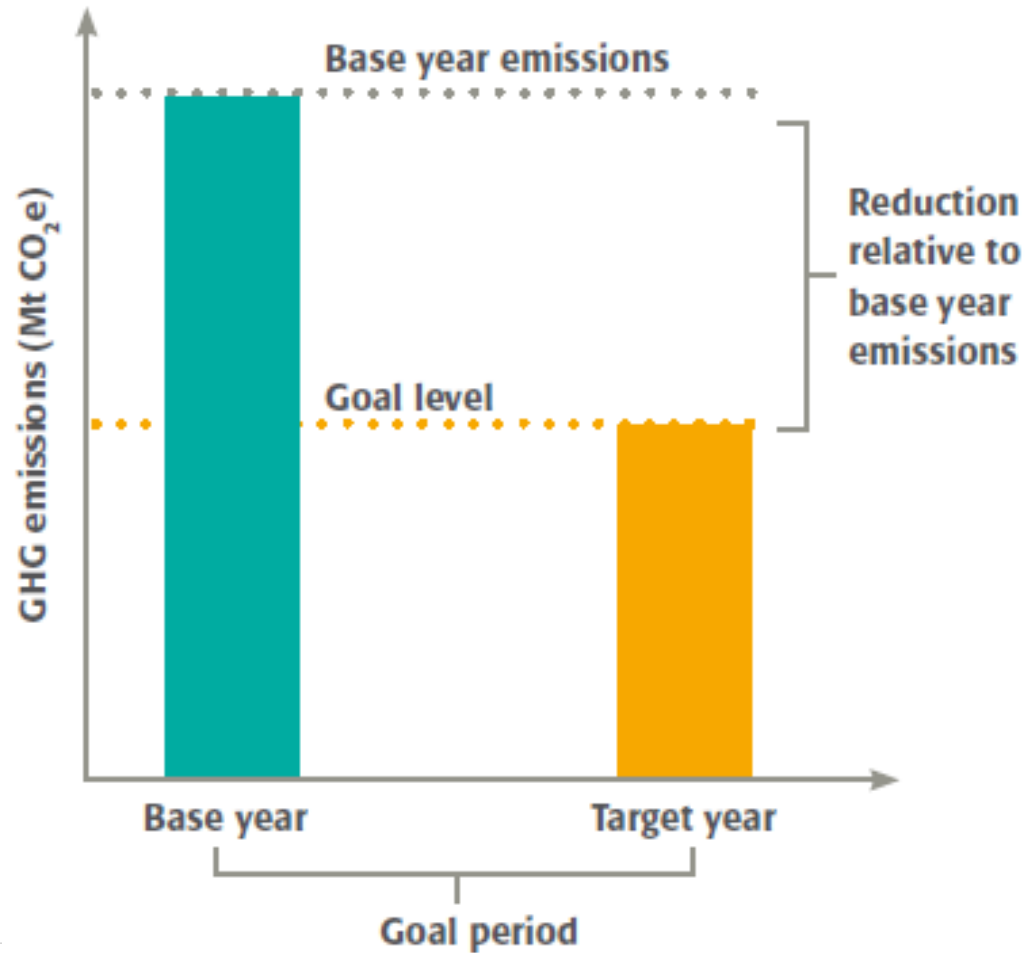 Base year emissions
GHG emissions (Mt CO₂e)
Reduction
relative to
base year
emissions
Goal level
Base year
Target year
Goal period